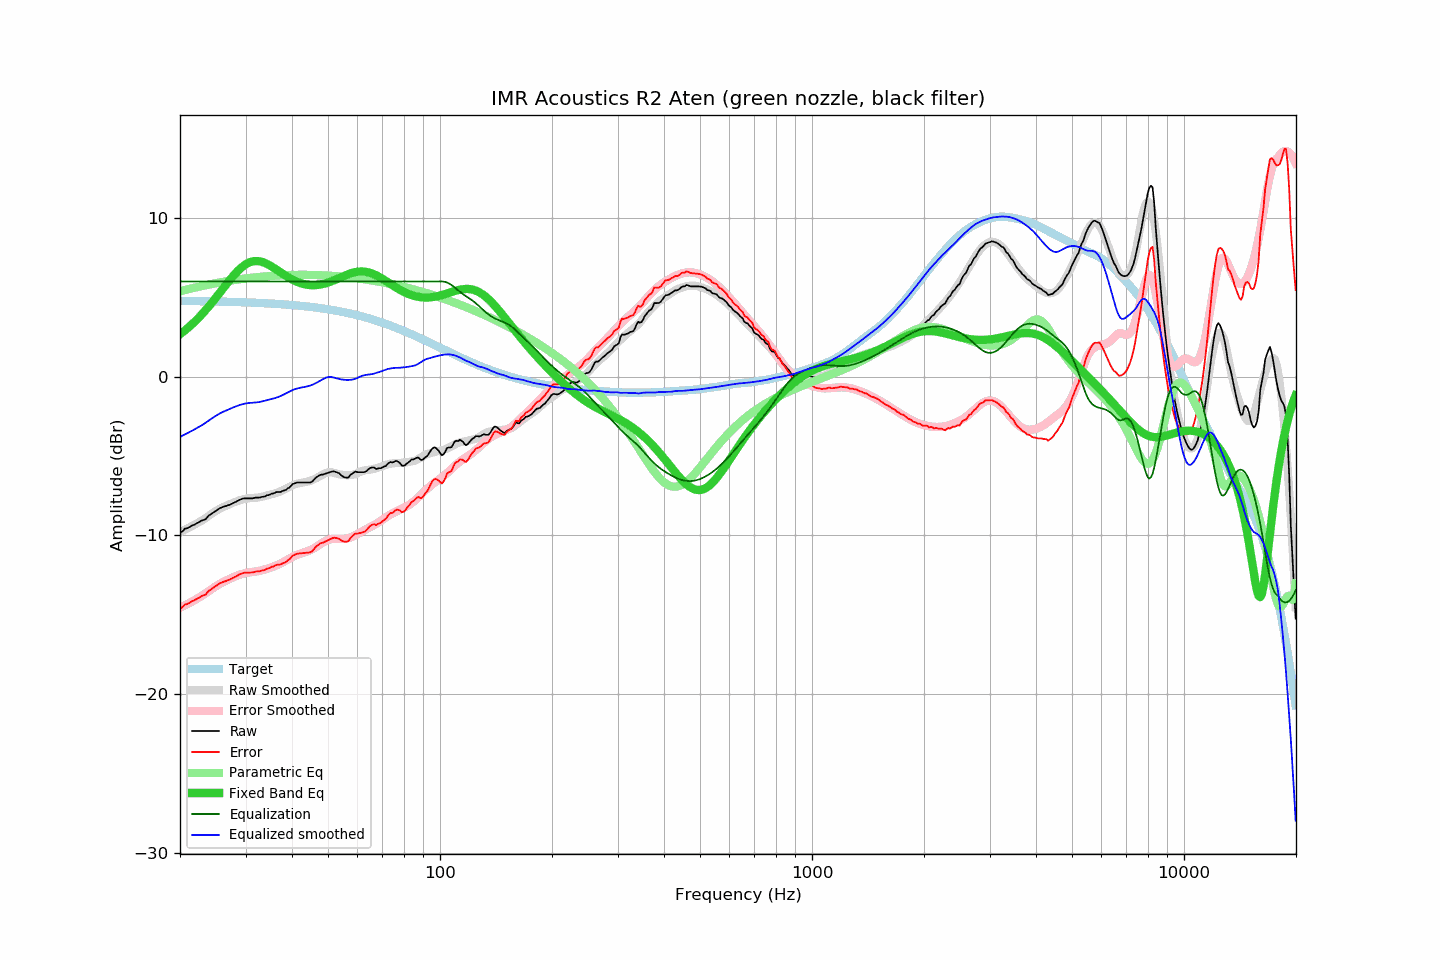 IMR Acoustics R2 Aten (green nozzle, black filter)
Amplitude (dBr)
10
0
−10
−20
−30
Target
Raw Smoothed
Error Smoothed
Raw
Error
Parametric Eq
Fixed Band Eq
Equalization
Equalized smoothed
100
1000
10000
Frequency (Hz)